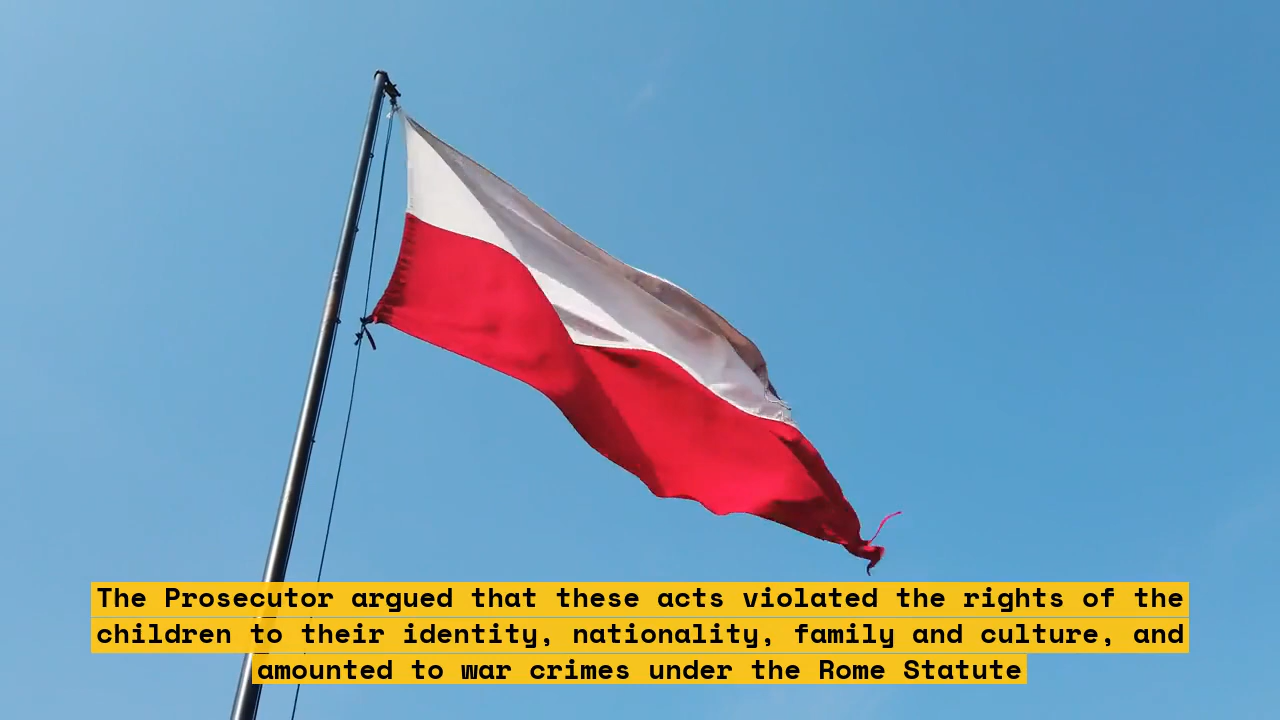 The Prosecutor argued that these acts violated the rights of the
children to their identity, nationality, family and culture, and
amounted to war crimes under the Rome Statute